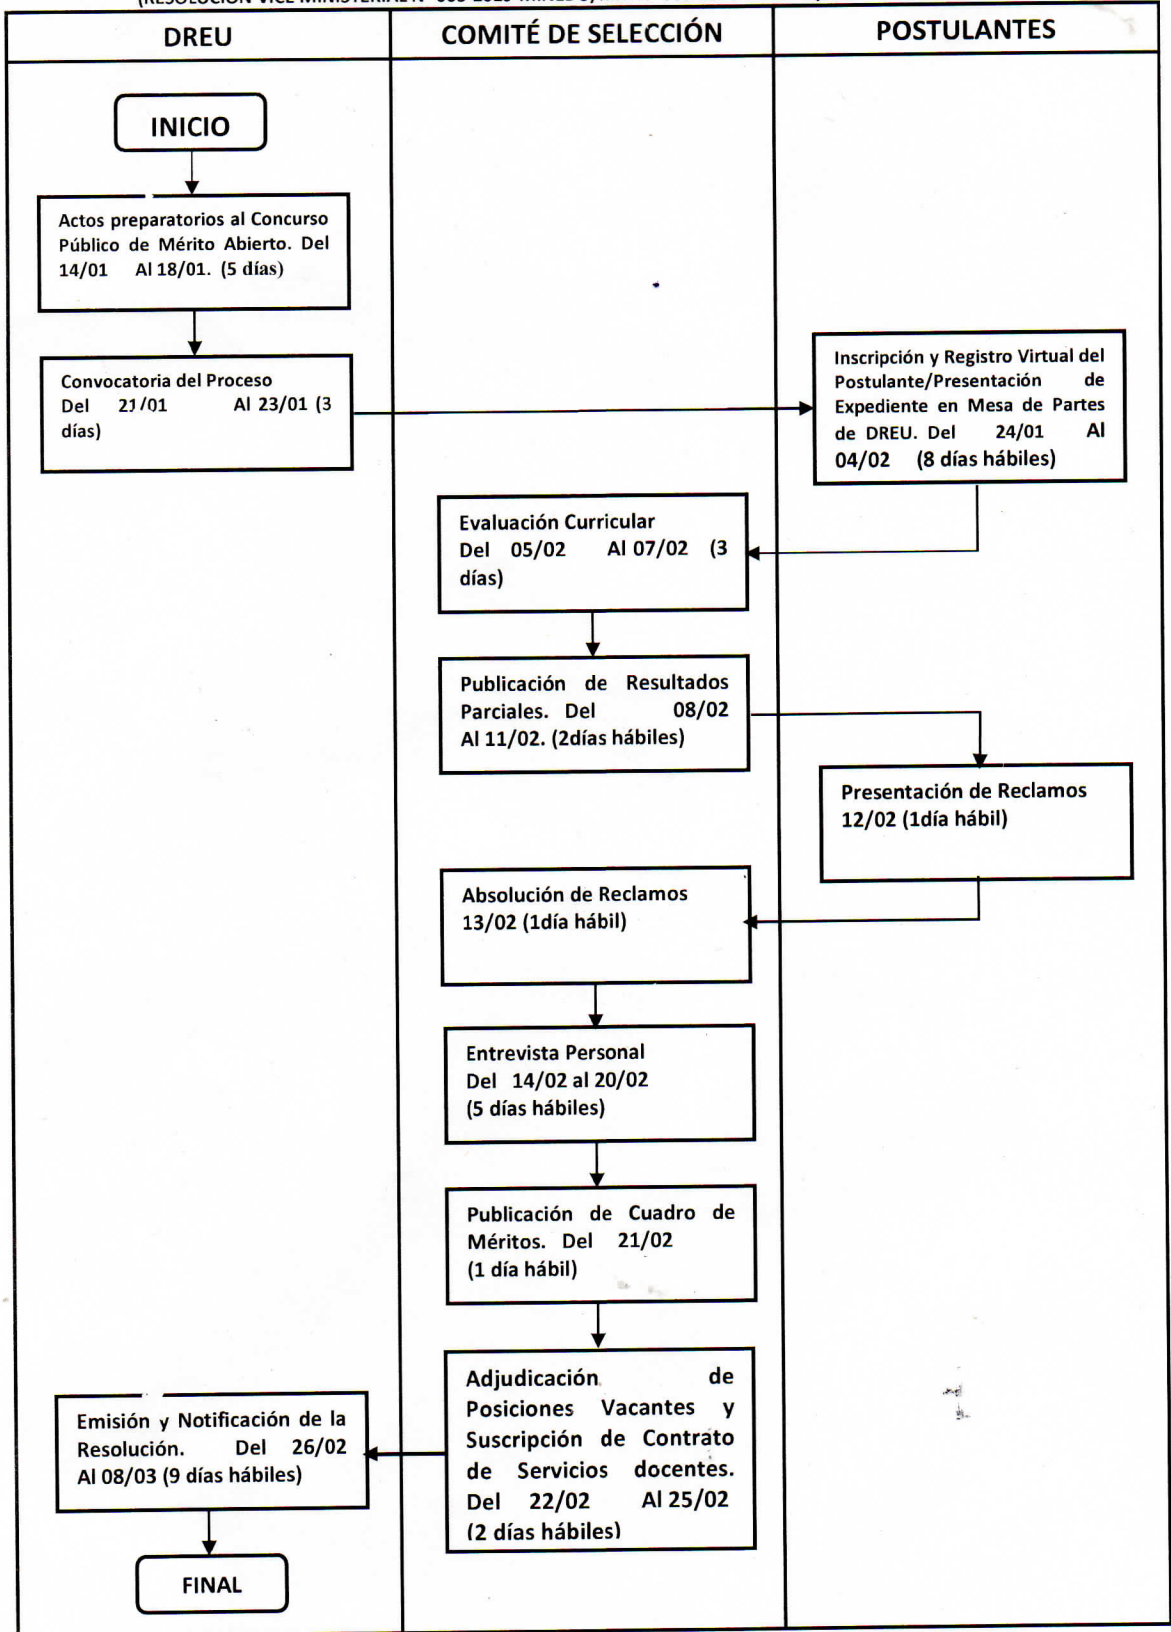 DREU
COMITÉ DE SELECCIÓN
POSTULANTES
INICIO
Actos preparatorios al Concurso
Público de Mérito Abierto. Del
14/01 Al 18/01. (5 días)
Convocatoria del Proceso
Del 21/01 Al 23/01 (3
días)
Inscripción y Registro Virtual del
Postulante/Presentación de
Expediente en Mesa de Partes
de DREU. Del 24/01 Al
04/02 (8 días hábiles)
Evaluación Curricular
Del 05/02 Al 07/02 (3
días)
Publicación de Resultados
Parciales. Del 08/02
Al 11/02. (2días hábiles)
Presentación de Reclamos
12/02 (1día hábil)
Absolución de Reclamos
13/02 (1día hábil)
Entrevista Personal
Del 14/02 al 20/02
(5 días hábiles)
Publicación de Cuadro de
Méritos. Del 21/02
(1 día hábil)
Adjudicación de
Posiciones Vacantes y
Suscripción de Contrato
de Servicios docentes.
Del 22/02 Al 25/02
(2 días hábiles)
Emisión y Notificación de la
Resolución. Del 26/02
Al 08/03 (9 días hábiles)
FINAL